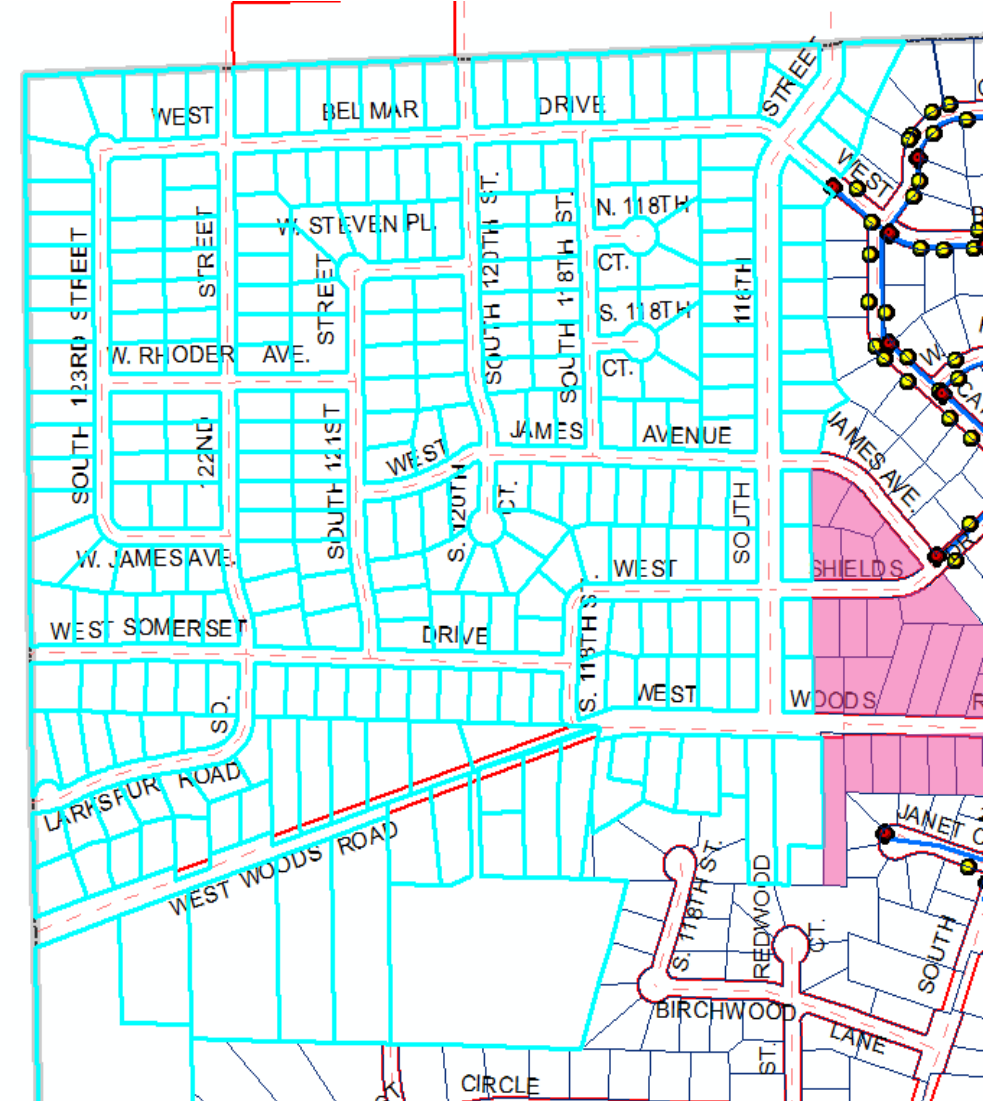 WEST BEL MAR DRIVE
STREET
WEST
N. 118TH
CT.
W. STEVEN PL.
STREET
STREET
SOUTH 120TH ST.
SOUTH 118TH ST.
116TH
S. 118TH
CT.
SOUTH 123RD STREET
W. RHODER AVE.
W.
122ND
SOUTH 121ST
WEST JAMES AVENUE
JAMES AVE.
S. 120TH CT.
SOUTH
W. JAMES AVE.
WEST SHIELDS
DR.
WEST SOMERSET DRIVE
S. 118TH ST.
WEST WOODS
SO.
LARKSPUR ROAD
JANET
WEST WOODS ROAD
S. 118TH ST.
REDWOOD CT.
SOUTH
BIRCHWOOD LANE
ST.
CIRCLE